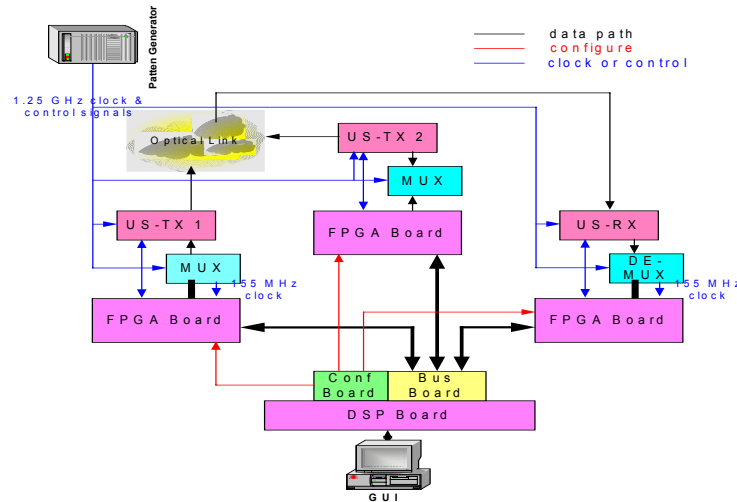 Patten Generator
data path
configure
clock or control
1.25 GHz clock &
control signals
Optical Link
US-TX 2
MUX
FPGA Board
US-TX 1
MUX
155 MHz
clock
FPGA Board
US-RX
DE-
MUX
155 MHz
clock
FPGA Board
Conf
Board
Bus
Board
DSP Board
GUI